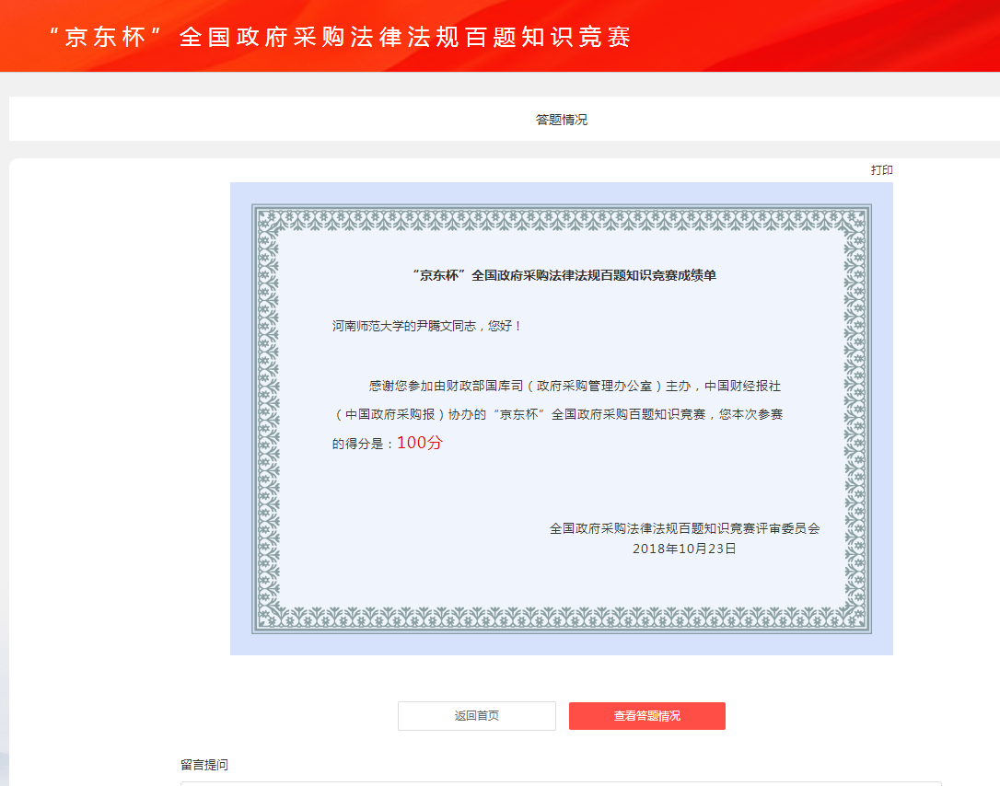 “京东杯”全国政府采购法律法规百题知识竞赛
答题情况
打印
“京东杯”全国政府采购法律法规百题知识竞赛成绩单
河南师范大学的尹腾文同志，您好！
感谢您参加由财政部国库司（政府采购管理办公室）主办，中国财经报社
（中国政府采购报）协办的“京东杯”全国政府采购百题知识竞赛，您本次参赛
的得分是：100分
全国政府采购法律法规百题知识竞赛评审委员会
2018年10月23日
返回首页
查看答题情况
留言提问